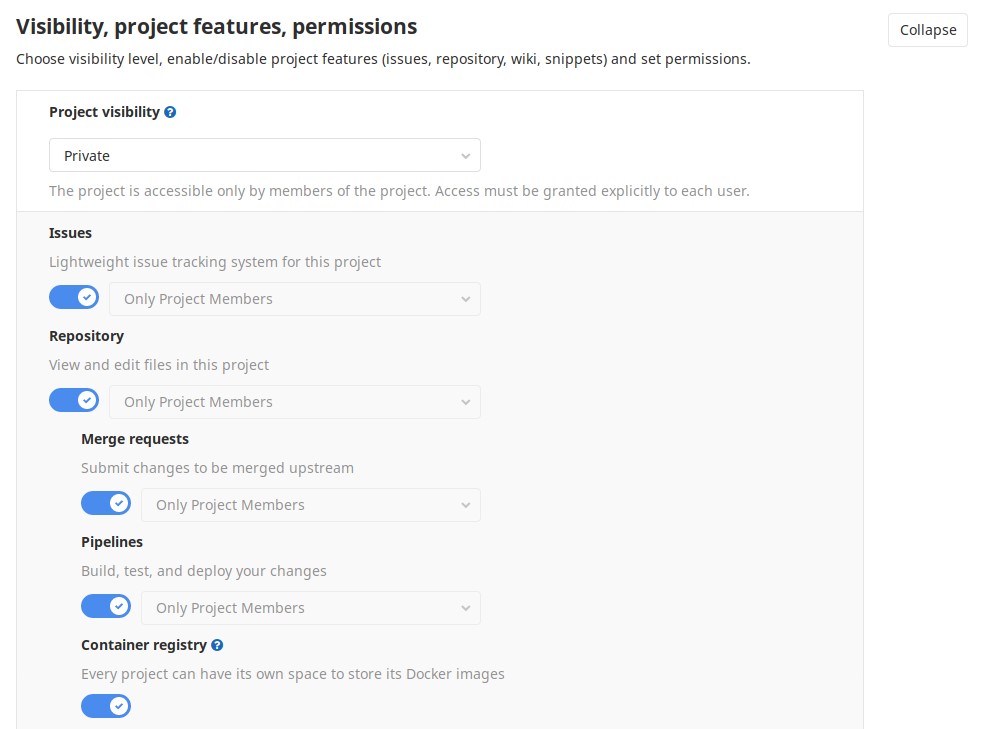 Visibility, project features, permissions
Collapse
Choose visibility level, enable/disable project features (issues, repository, wiki, snippets) and set permissions.
Project visibility ?
Private
The project is accessible only by members of the project. Access must be granted explicitly to each user.
Issues
Lightweight issue tracking system for this project
Only Project Members
Repository
View and edit files in this project
Only Project Members
Merge requests
Submit changes to be merged upstream
Only Project Members
Pipelines
Build, test, and deploy your changes
Only Project Members
Container registry ?
Every project can have its own space to store its Docker images